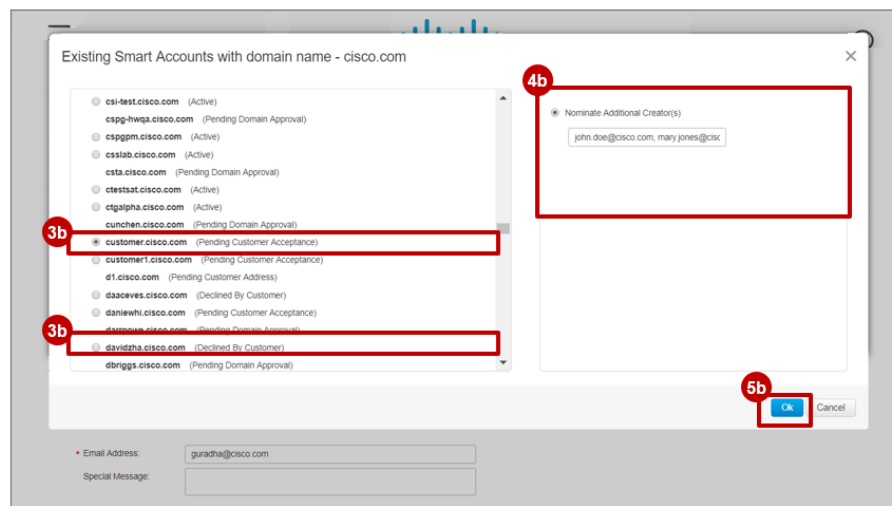 Existing Smart Accounts with domain name - cisco.com
4b
csi-test.cisco.com (Active)
cspg-hwqa.cisco.com (Pending Domain Approval)
cspgpm.cisco.com (Active)
csslab.cisco.com (Active)
csta.cisco.com (Pending Domain Approval)
ctestsat.cisco.com (Active)
ctgalpha.cisco.com (Active)
cunchen.cisco.com (Pending Domain Approval)
3b
customer.cisco.com (Pending Customer Acceptance)
customer1.cisco.com (Pending Customer Acceptance)
d1.cisco.com (Pending Customer Address)
daaceves.cisco.com (Declined By Customer)
daniewhi.cisco.com (Pending Customer Acceptance)
darrpowe.cisco.com (Pending Domain Approval)
3b
davidzha.cisco.com (Declined By Customer)
dbriggs.cisco.com (Pending Domain Approval)
Nominate Additional Creator(s)
john.doe@cisco.com, mary.jones@cisc
5b
Ok Cancel
* Email Address: guradha@cisco.com
Special Message: